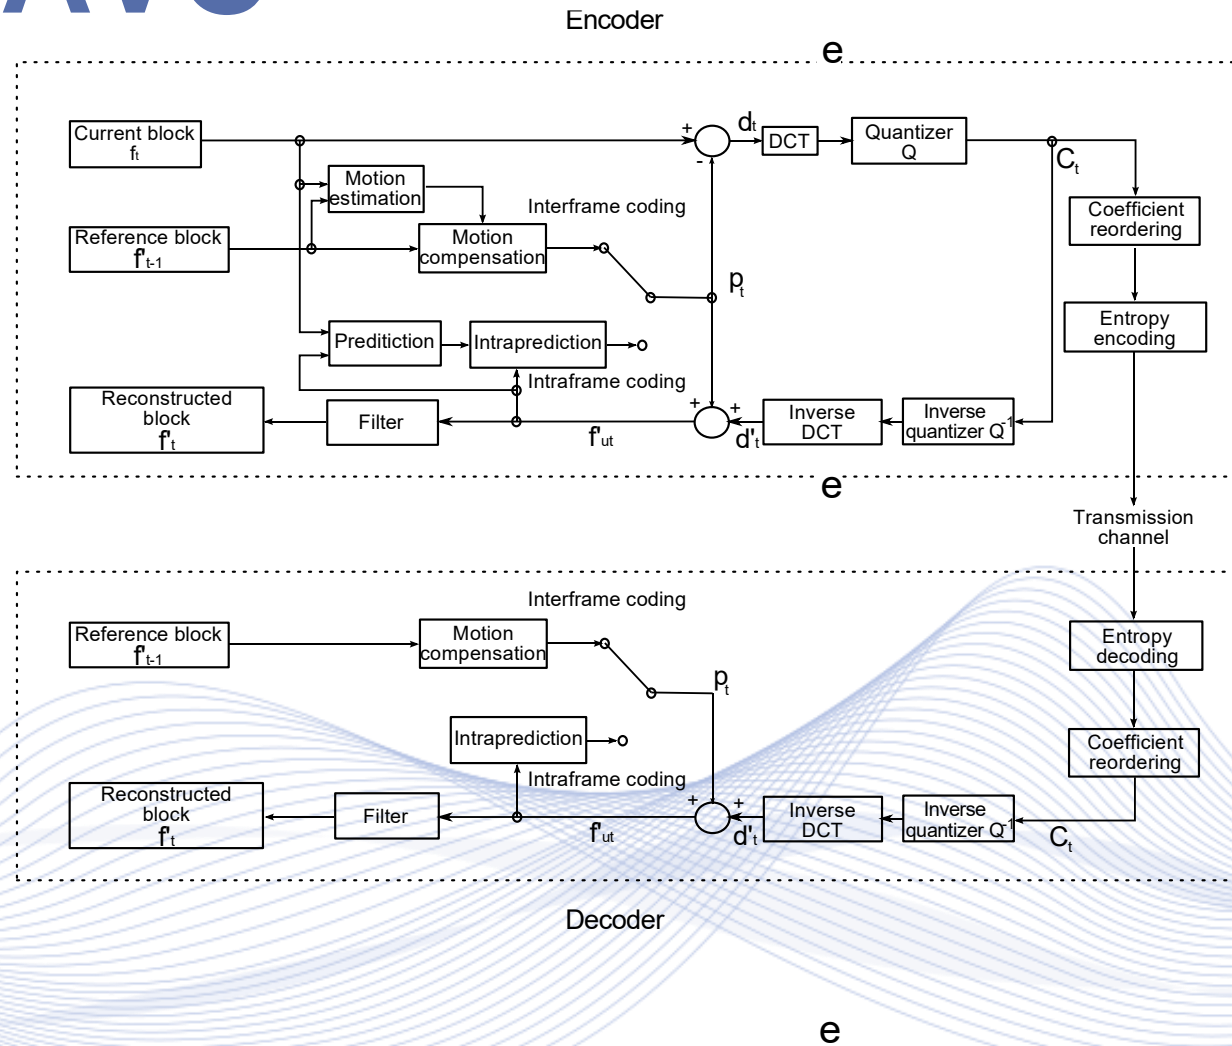 Encoder
e
Current block
ft
+
-
dt
DCT
Quantizer
Q
Ct
Motion
estimation
Interframe coding
Coefficient
reordering
Reference block
f't-1
Motion
compensation
pt
Entropy
encoding
Preditiction
Intraprediction
Intraframe coding
Reconstructed
block
f't
Filter
f'ut
+
+
d't
Inverse
DCT
Inverse
quantizer Q-1
e
Transmission
channel
Interframe coding
Reference block
f't-1
Motion
compensation
Entropy
decoding
pt
Intraprediction
Intraframe coding
Coefficient
reordering
Reconstructed
block
f't
Filter
f'ut
+
+
d't
Inverse
DCT
Inverse
quantizer Q-1
Ct
Decoder
e